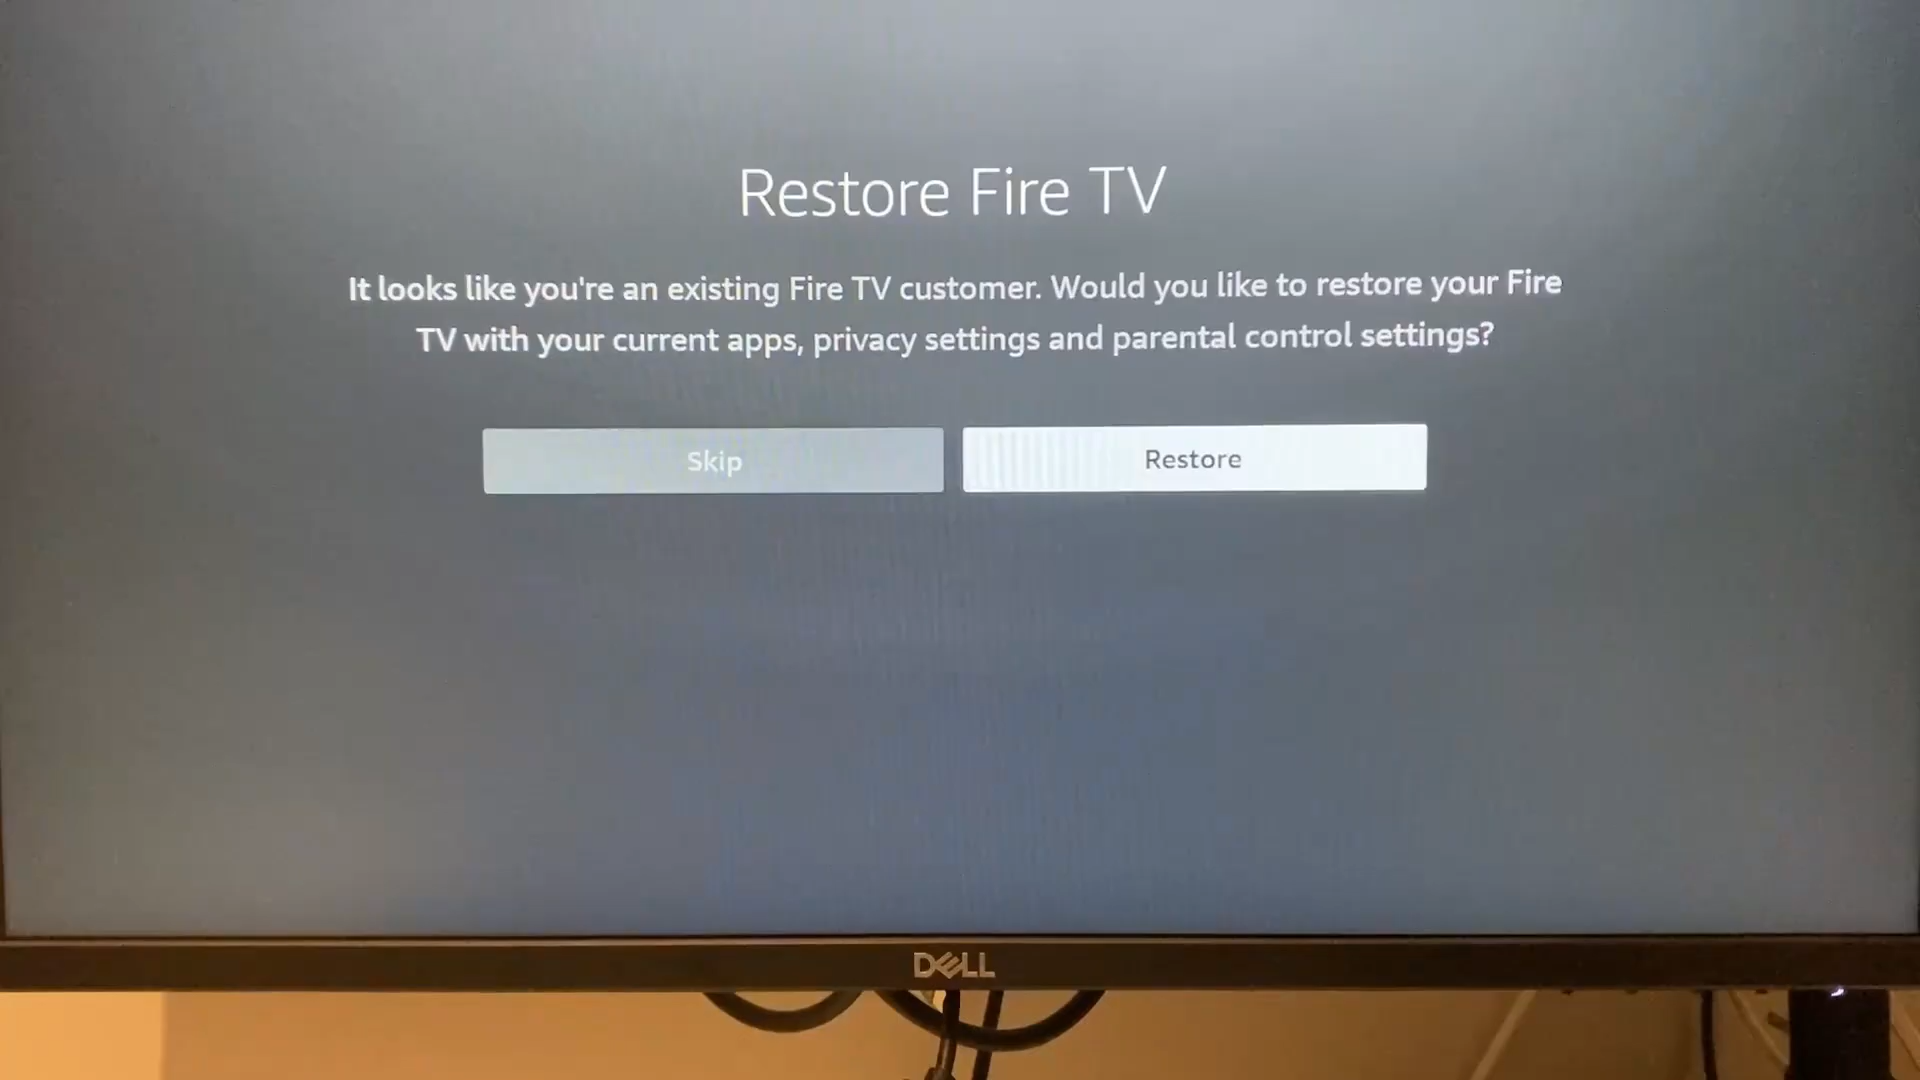 Restore Fire TV
It looks like you're an existing Fire TV customer. Would you like to restore your Fire
TV with your current apps, privacy settings and parental control settings?
Skip
Restore
DELL